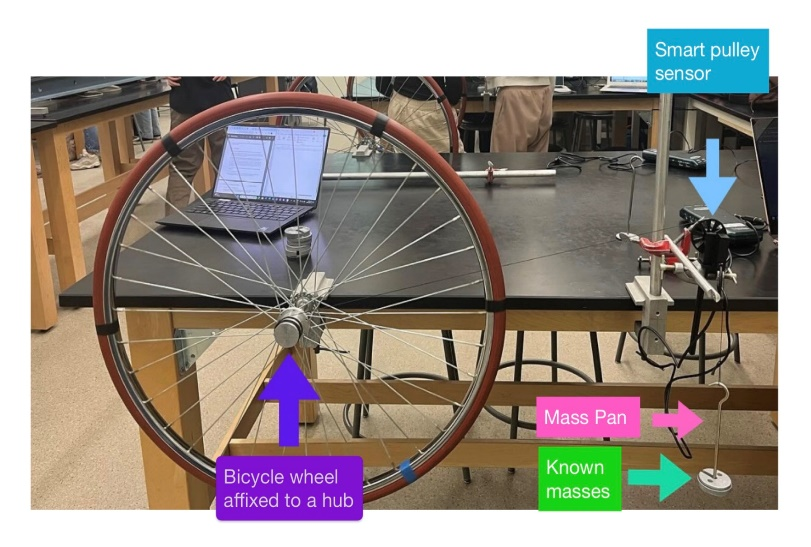 Smart pulley
sensor
Mass Pan
Known
masses
Bicycle wheel
affixed to a hub